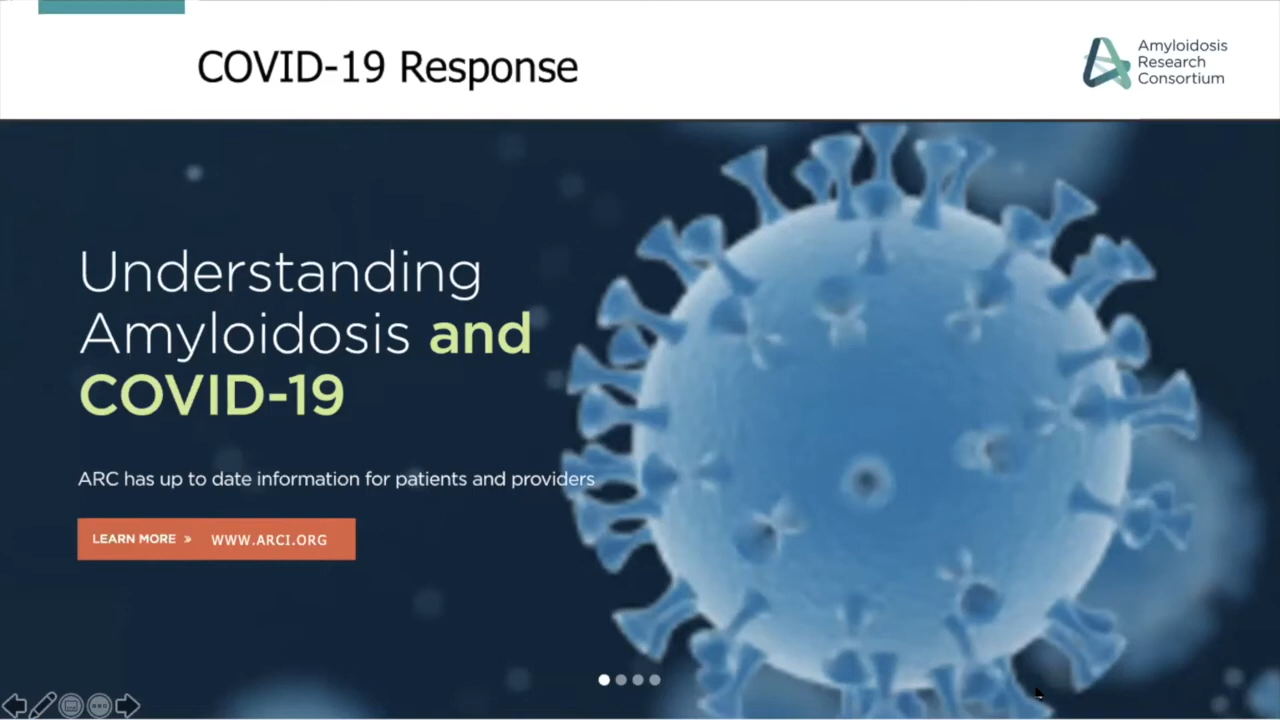 COVID-19 Response
Amyloidosis
Research
Consortium
Understanding
Amyloidosis and
COVID-19
ARC has up to date information for patients and providers
LEARN MORE » WWW.ARCI.ORG